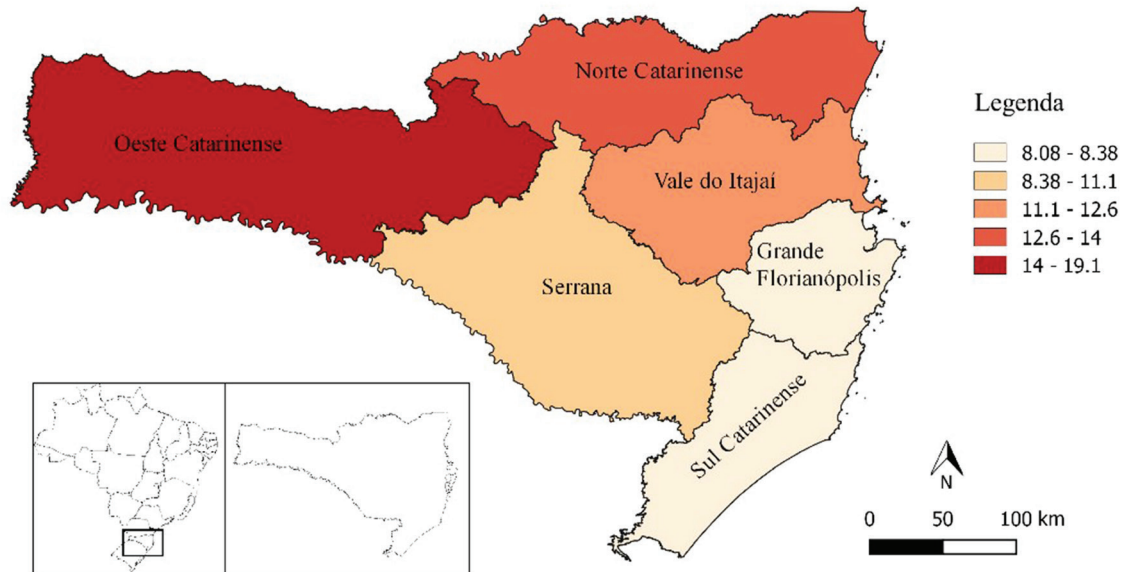 Norte Catarinense
Oeste Catarinense
Vale do Itajaí
Grande
Florianópolis
Serrana
Sul Catarinense
Legenda
8.08 - 8.38
8.38 - 11.1
11.1 - 12.6
12.6 - 14
14 - 19.1
N
0 50 100 km